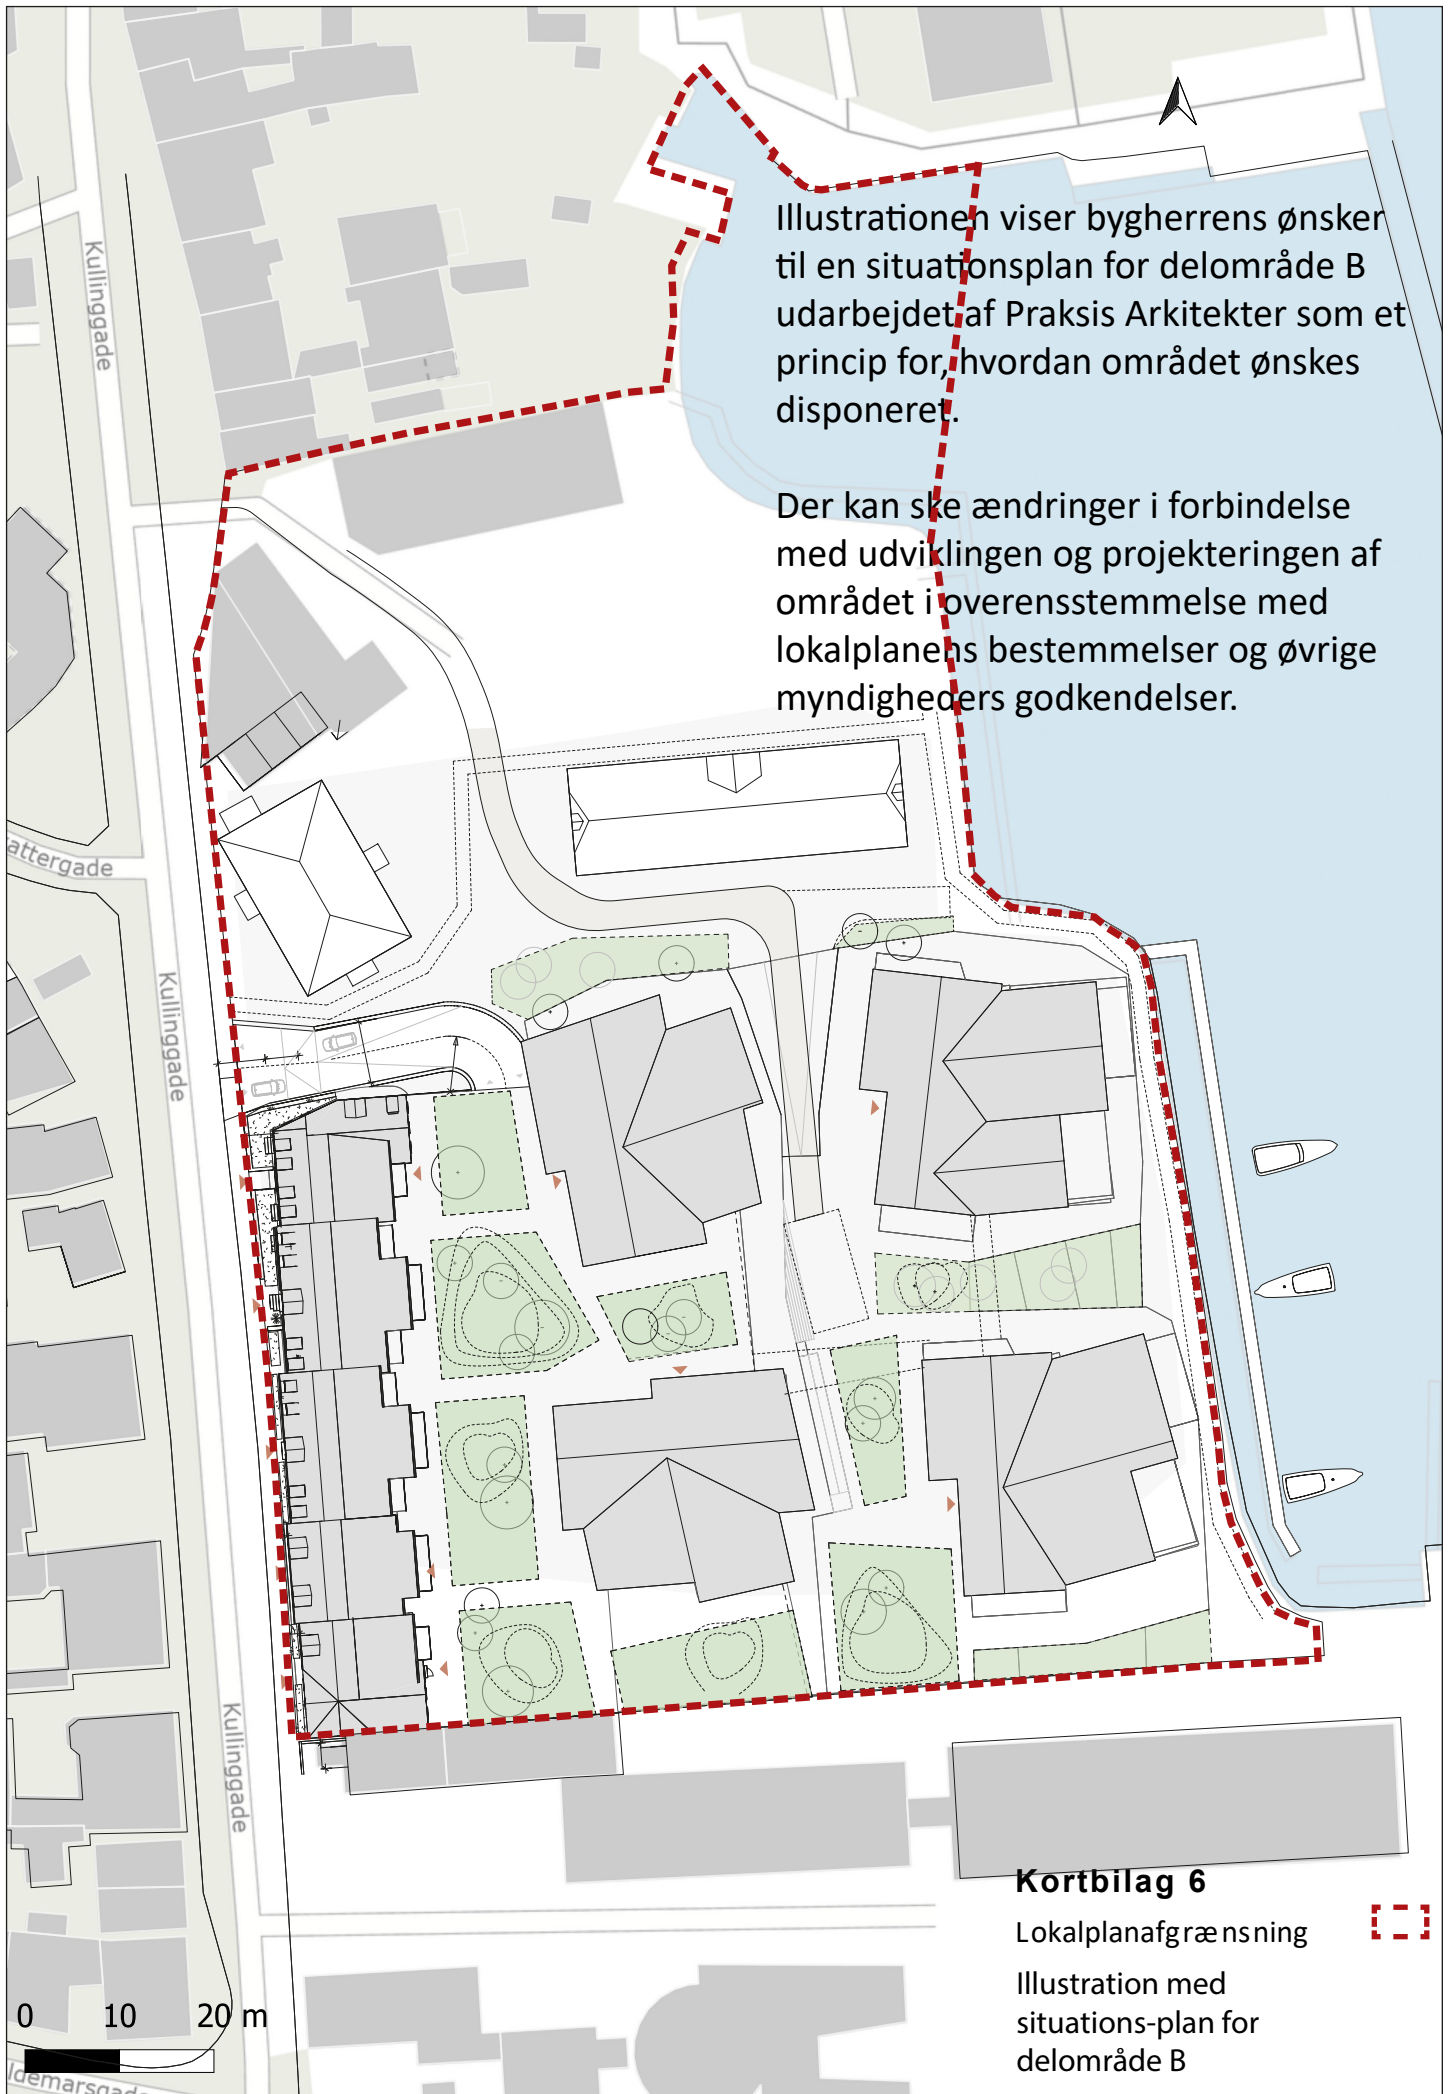 Illustrationen viser bygherrens ønsker
til en situationsplan for delområde B
udarbejdet af Praksis Arkitekter som et
princip for, hvordan området ønskes
disponeret.
Der kan ske ændringer i forbindelse
med udviklingen og projekteringen af
området i overensstemmelse med
lokalplanens bestemmelser og øvrige
myndigheders godkendelser.
Kullinggade
attergade
Kullinggade
Kullinggade
Kortbilag 6
Lokalplanafgrænsning
Illustration med
situations-plan for
delområde B
0 10 20 m
ldemarsgade